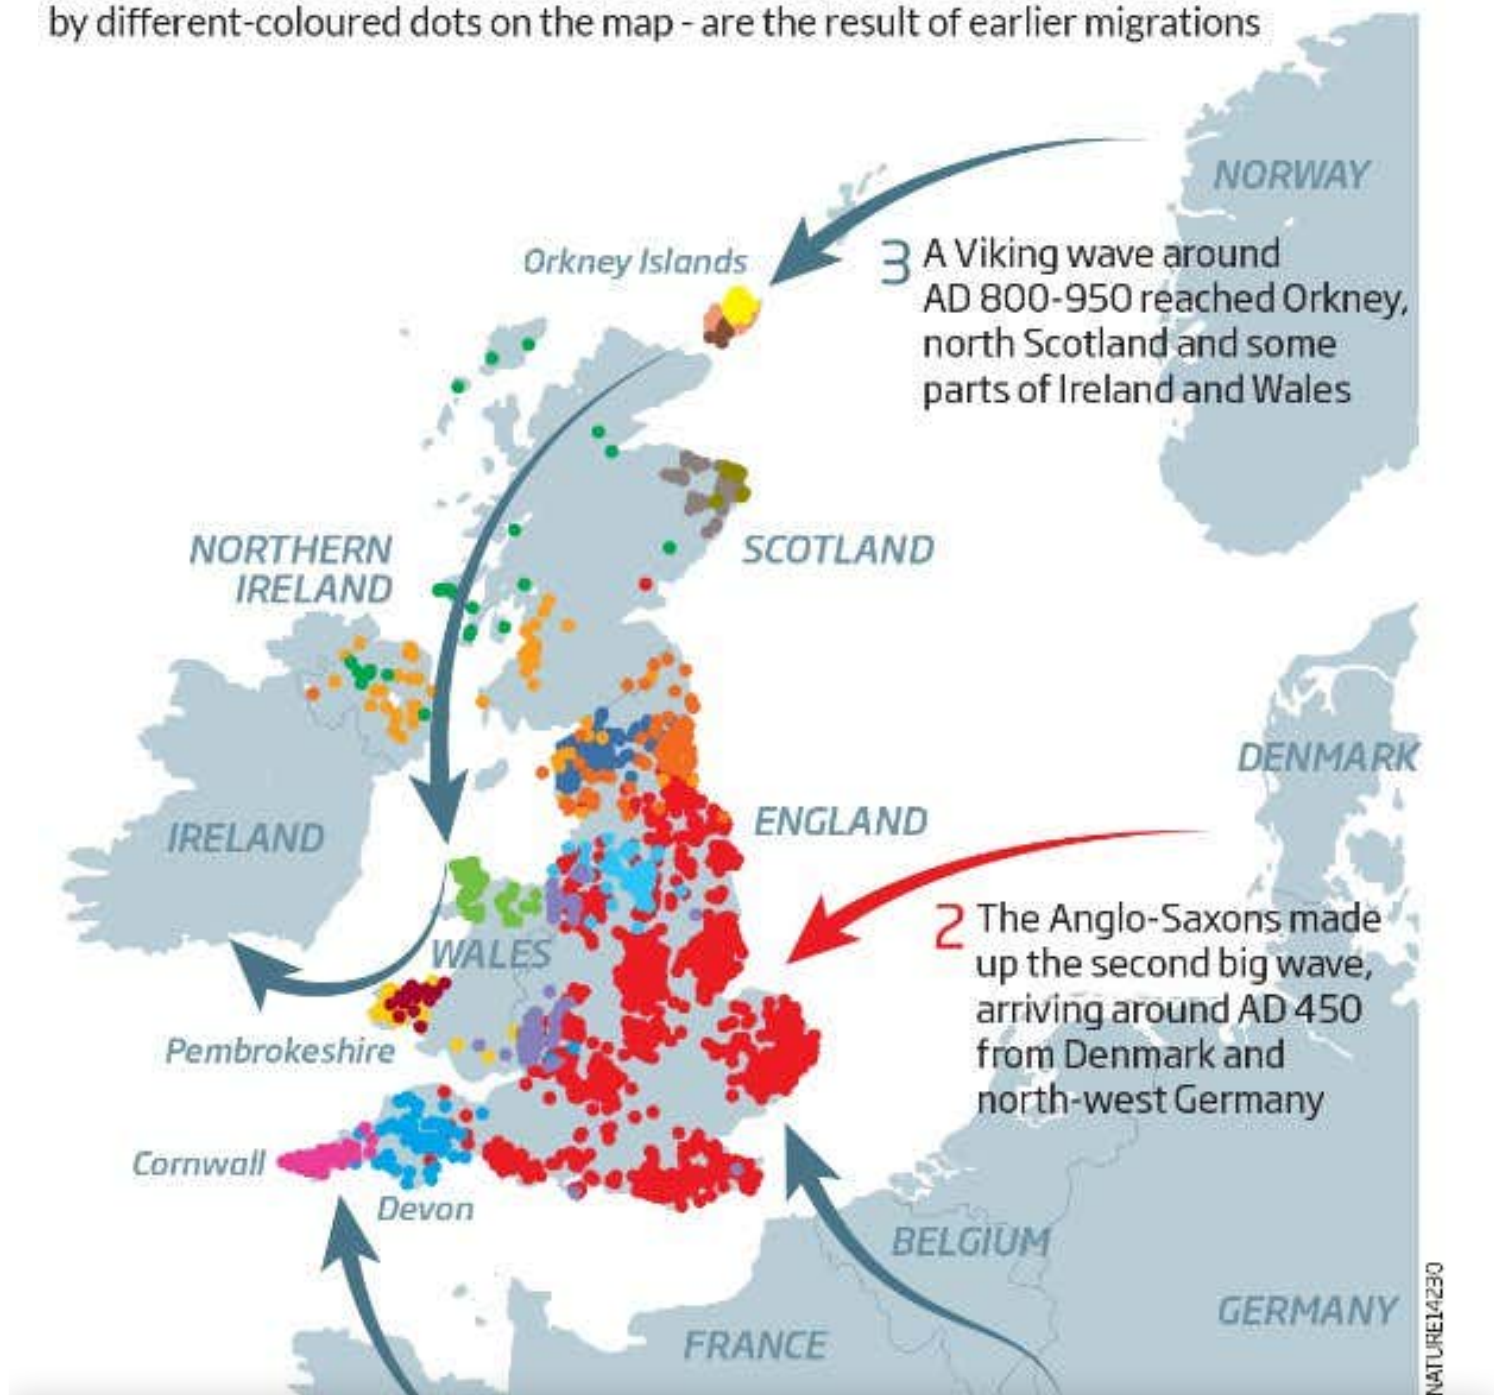 by different-coloured dots on the map - are the result of earlier migrations
NORWAY
Orkney Islands
3 A Viking wave around
AD 800-950 reached Orkney,
north Scotland and some
parts of Ireland and Wales
NORTHERN
IRELAND
SCOTLAND
DENMARK
ENGLAND
IRELAND
2 The Anglo-Saxons made
up the second big wave,
arriving around AD 450
from Denmark and
north-west Germany
WALES
Pembrokeshire
Cornwall
Devon
BELGIUM
GERMANY
FRANCE
NATURE14230